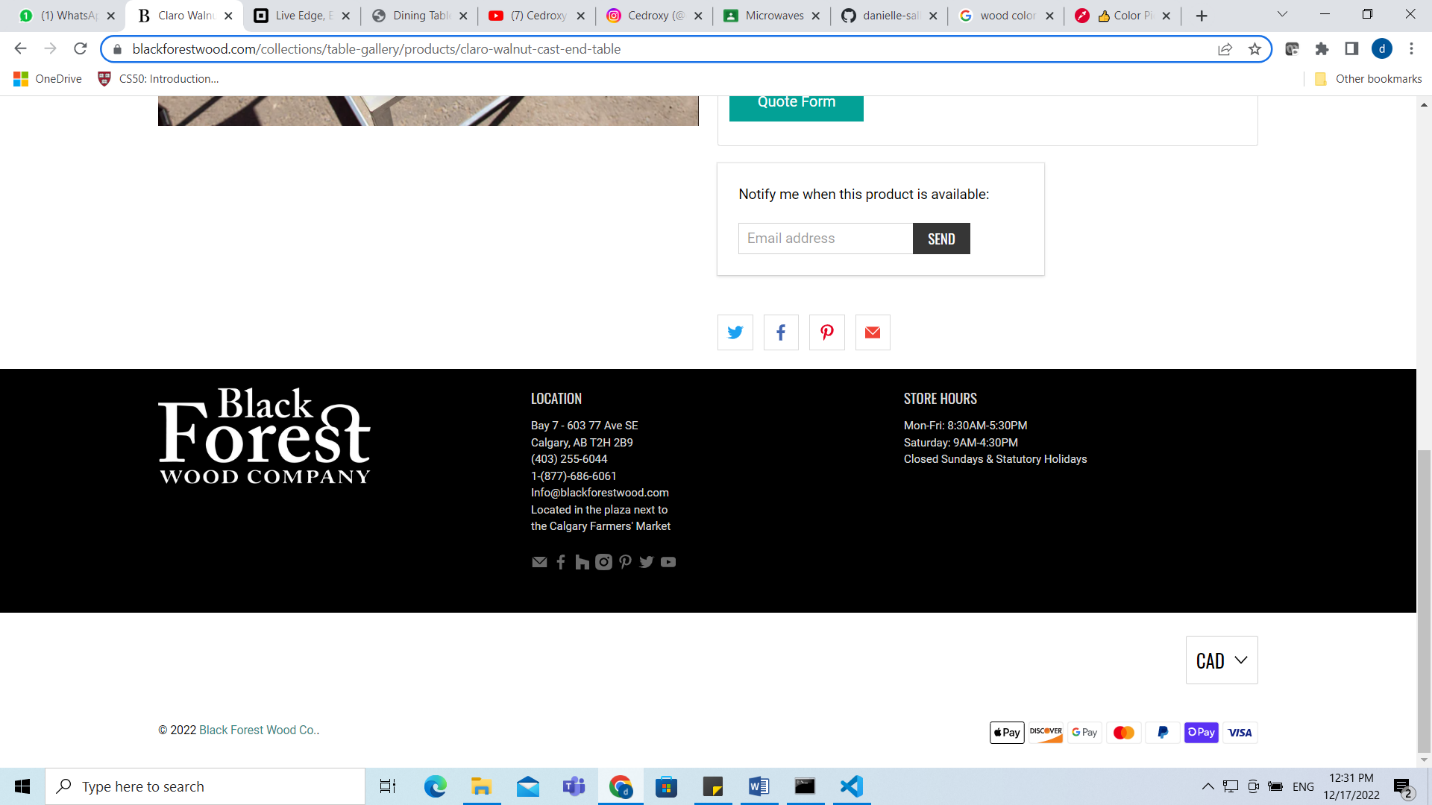 (1) WhatsAp
Claro Walnu
Live Edge, E
Dining Table
(7) Cedroxy
Cedroxy (@
Microwaves
danielle-sal
wood color
👍 Color Pi
blackforestwood.com/collections/table-gallery/products/claro-walnut-cast-end-table
d
OneDrive
CS50: Introduction...
Other bookmarks
Quote Form
Notify me when this product is available:
Email address
SEND
Black
Forest
WOOD COMPANY
LOCATION
Bay 7 - 603 77 Ave SE
Calgary, AB T2H 2B9
(403) 255-6044
1-(877)-686-6061
Info@blackforestwood.com
Located in the plaza next to
the Calgary Farmers' Market
STORE HOURS
Mon-Fri: 8:30AM-5:30PM
Saturday: 9AM-4:30PM
Closed Sundays & Statutory Holidays
CAD
© 2022 Black Forest Wood Co..
Pay
DISCOVER
G Pay
Pay
VISA
Type here to search
ENG
12:31 PM
12/17/2022
2